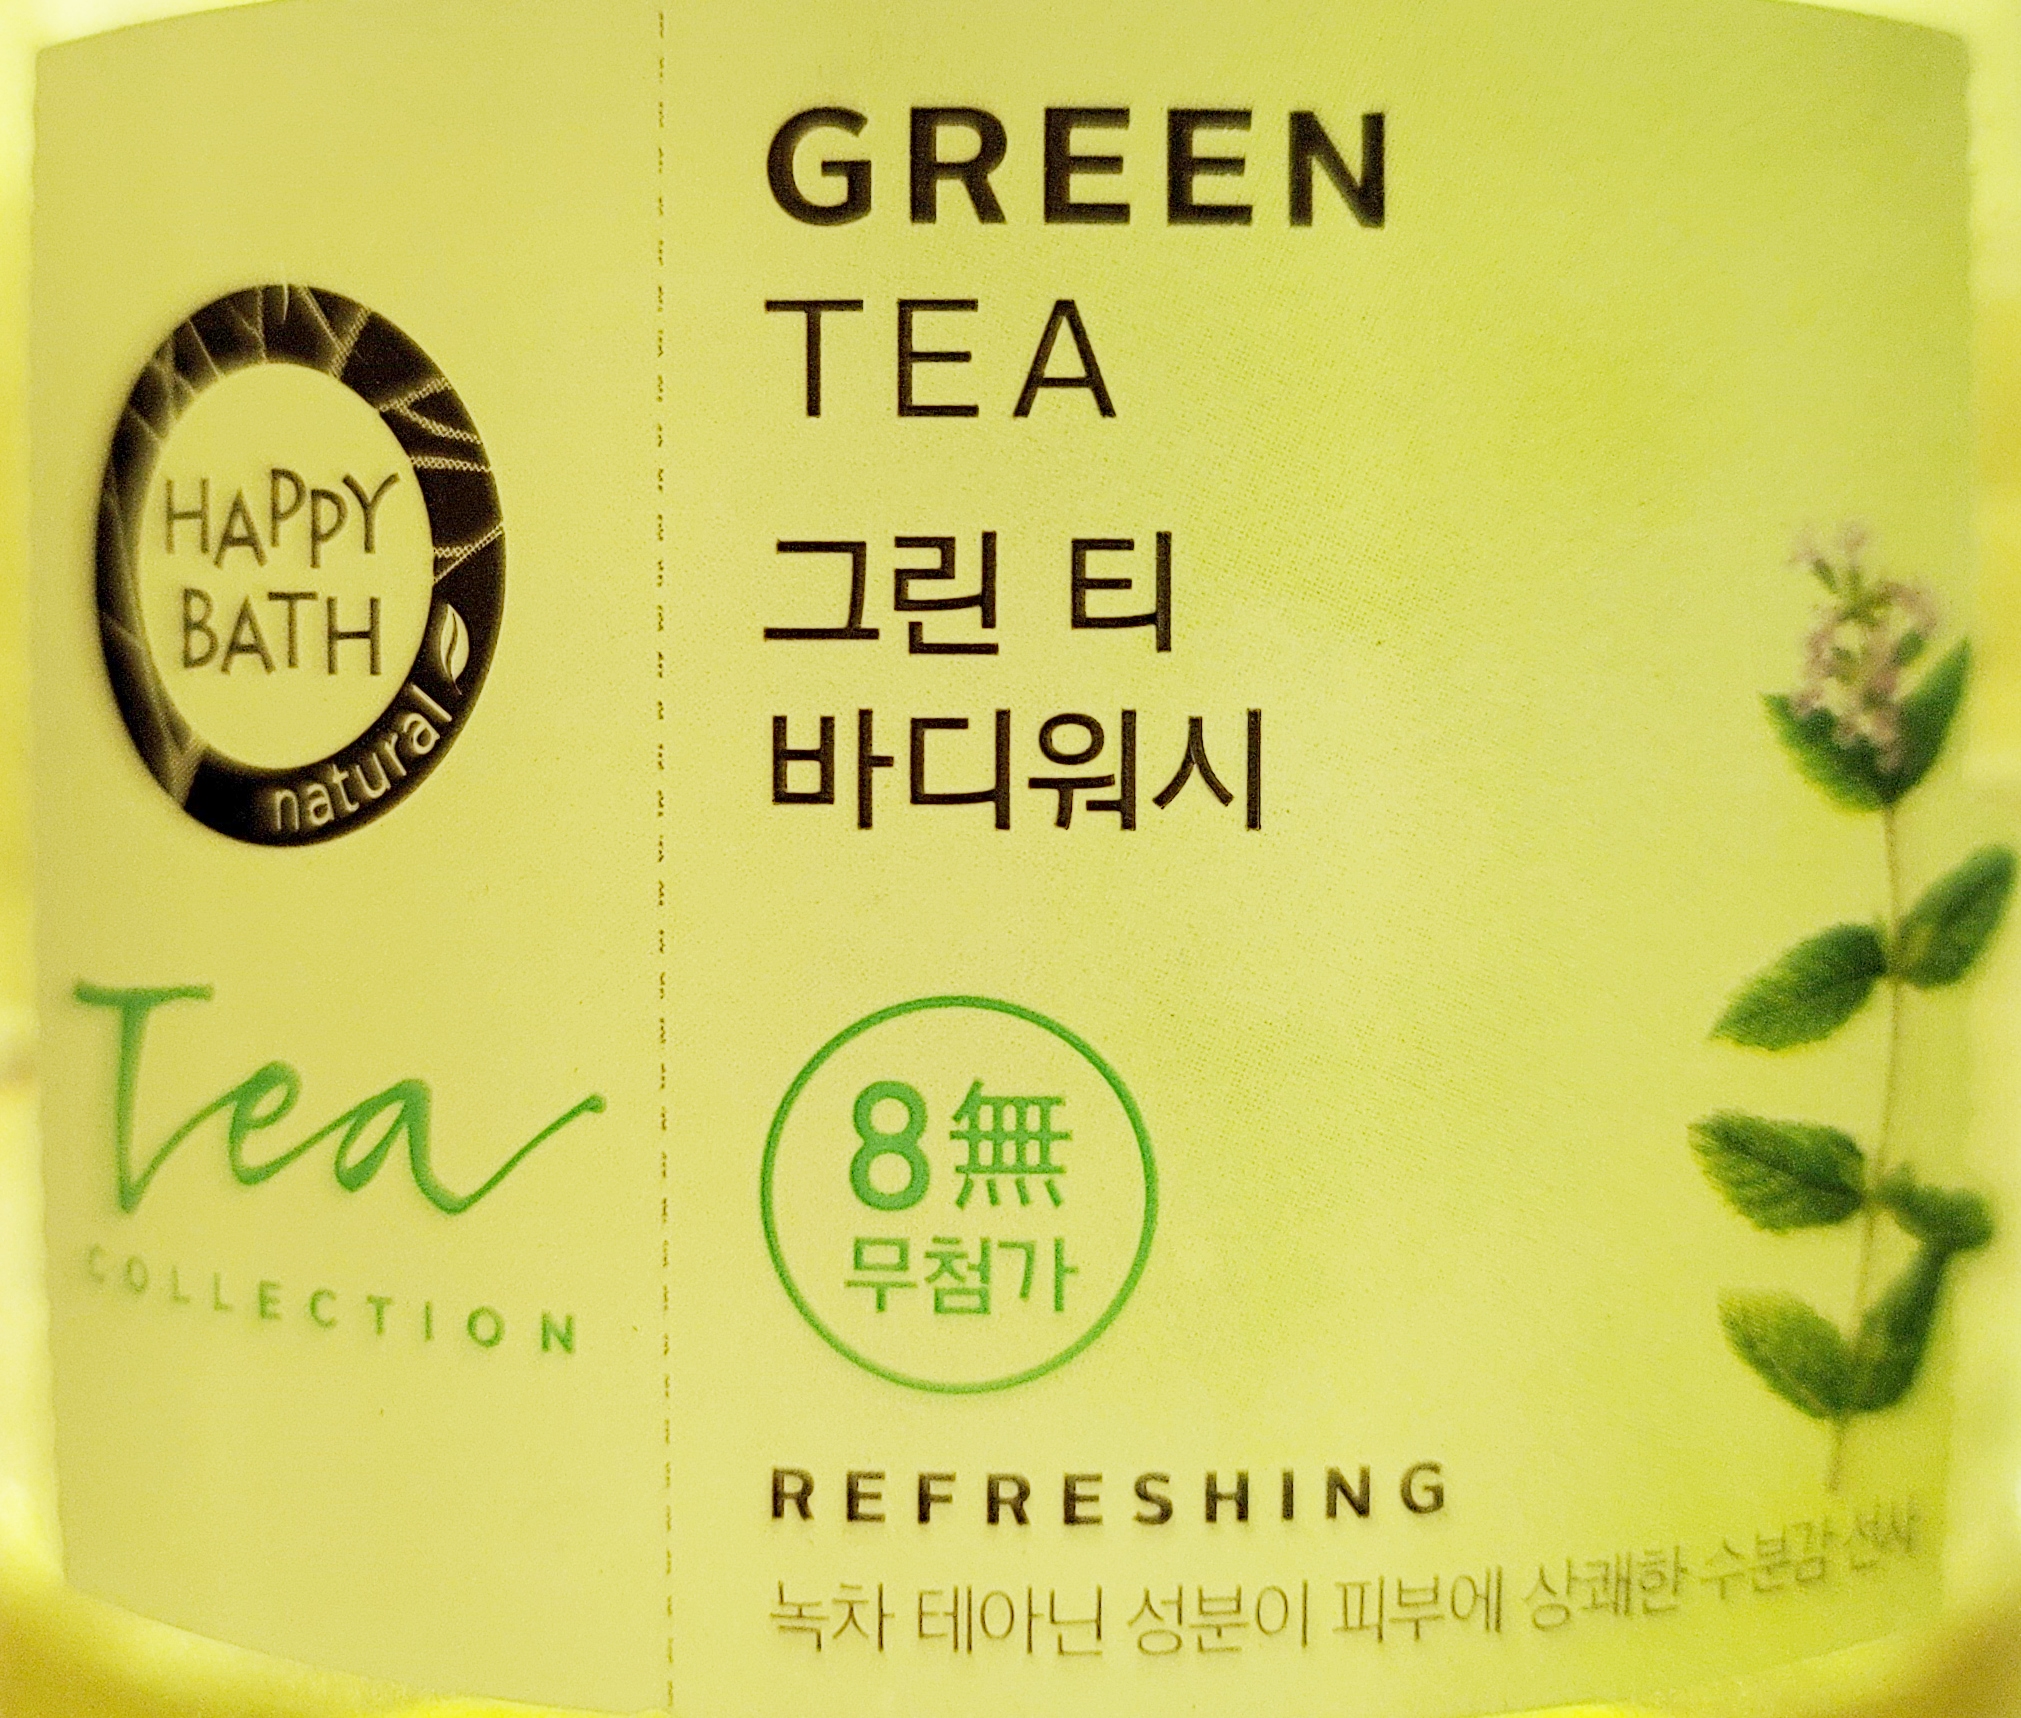 HAPPY
BATH
natural
Tea
COLLECTION
GREEN
TEA
그린 티
바디워시
8無
무첨가
REFRESHING
녹차 테아닌 성분이 피부에 상쾌한 수분감 선사